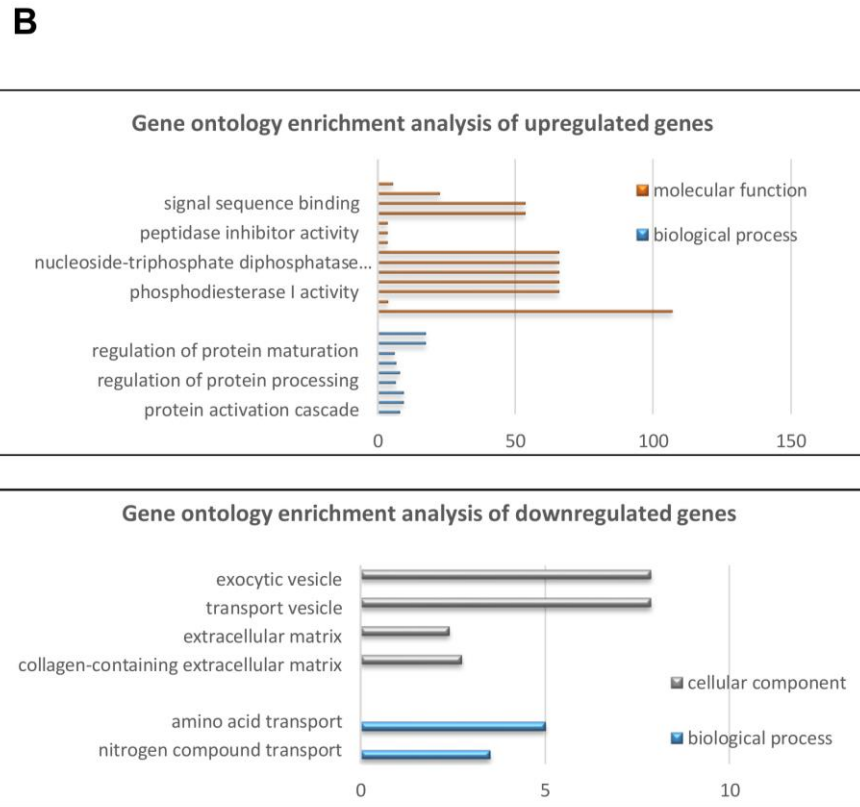 B
Gene ontology enrichment analysis of upregulated genes
signal sequence binding
peptidase inhibitor activity
nucleoside-triphosphate diphosphatase...
phosphodiesterase I activity
regulation of protein maturation
regulation of protein processing
protein activation cascade
molecular function
biological process
0 50 100 150
Gene ontology enrichment analysis of downregulated genes
exocytic vesicle
transport vesicle
extracellular matrix
collagen-containing extracellular matrix
amino acid transport
nitrogen compound transport
cellular component
biological process
0 5 10